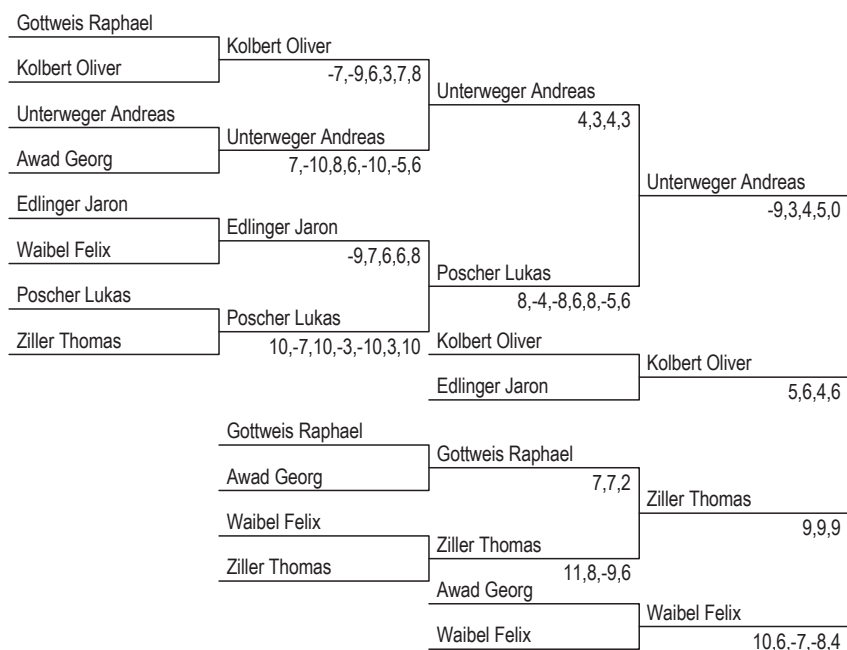 Gottweis Raphael
Kolbert Oliver
Kolbert Oliver
-7,-9,6,3,7,8
Unterweger Andreas
Unterweger Andreas
4,3,4,3
Unterweger Andreas
Awad Georg
7,-10,8,6,-10,-5,6
Unterweger Andreas
-9,3,4,5,0
Edlinger Jaron
Edlinger Jaron
Waibel Felix
-9,7,6,6,8
Poscher Lukas
8,-4,-8,6,8,-5,6
Poscher Lukas
Poscher Lukas
Ziller Thomas
10,-7,10,-3,-10,3,10
Kolbert Oliver
Kolbert Oliver
Edlinger Jaron
5,6,4,6
Gottweis Raphael
Gottweis Raphael
Awad Georg
7,7,2
Ziller Thomas
9,9,9
Waibel Felix
Ziller Thomas
Ziller Thomas
11,8,-9,6
Awad Georg
Waibel Felix
Waibel Felix
10,6,-7,-8,4